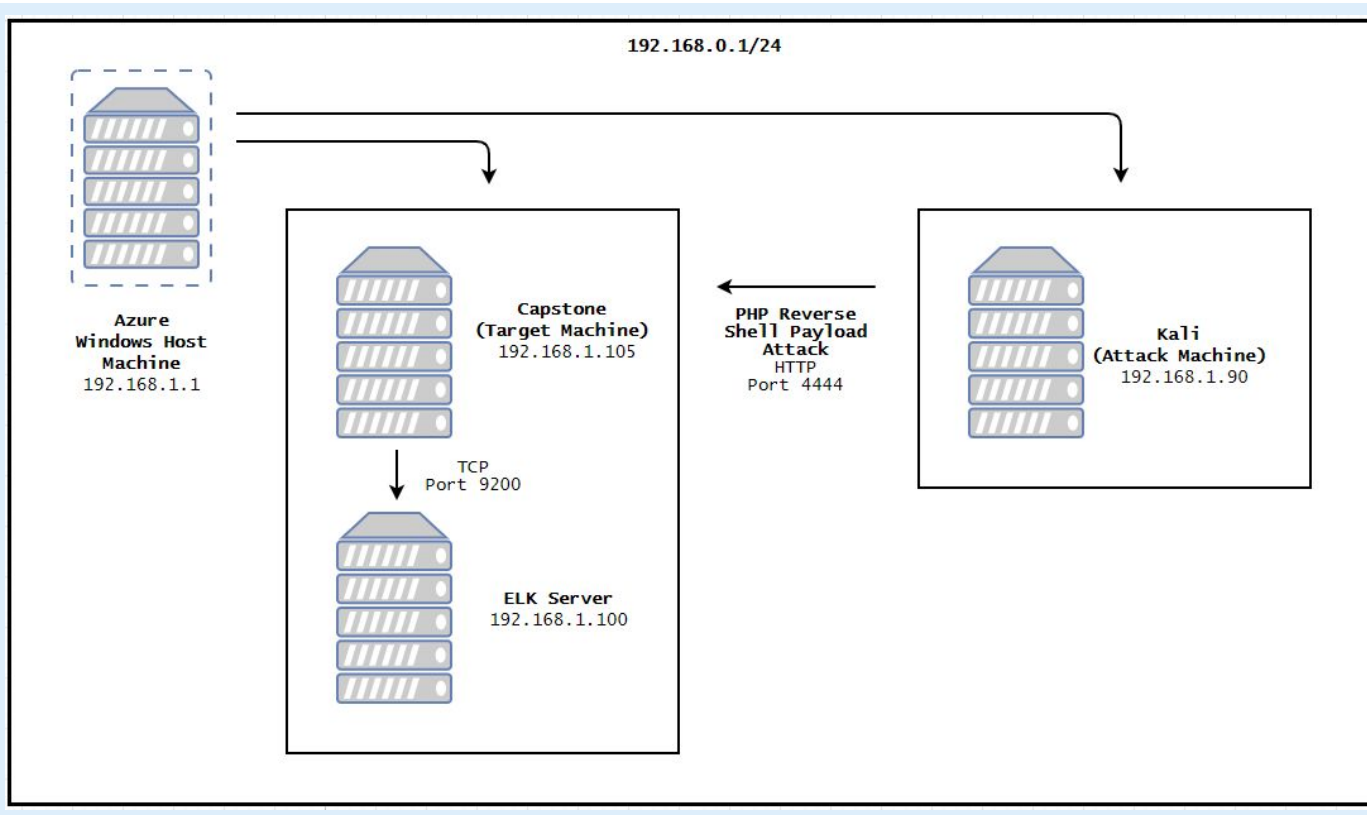 192.168.0.1/24
Azure
Windows Host
Machine
192.168.1.1
Capstone
(Target Machine)
192.168.1.105
TCP
Port 9200
ELK Server
192.168.1.100
PHP Reverse
Shell Payload
Attack
HTTP
Port 4444
Kali
(Attack Machine)
192.168.1.90